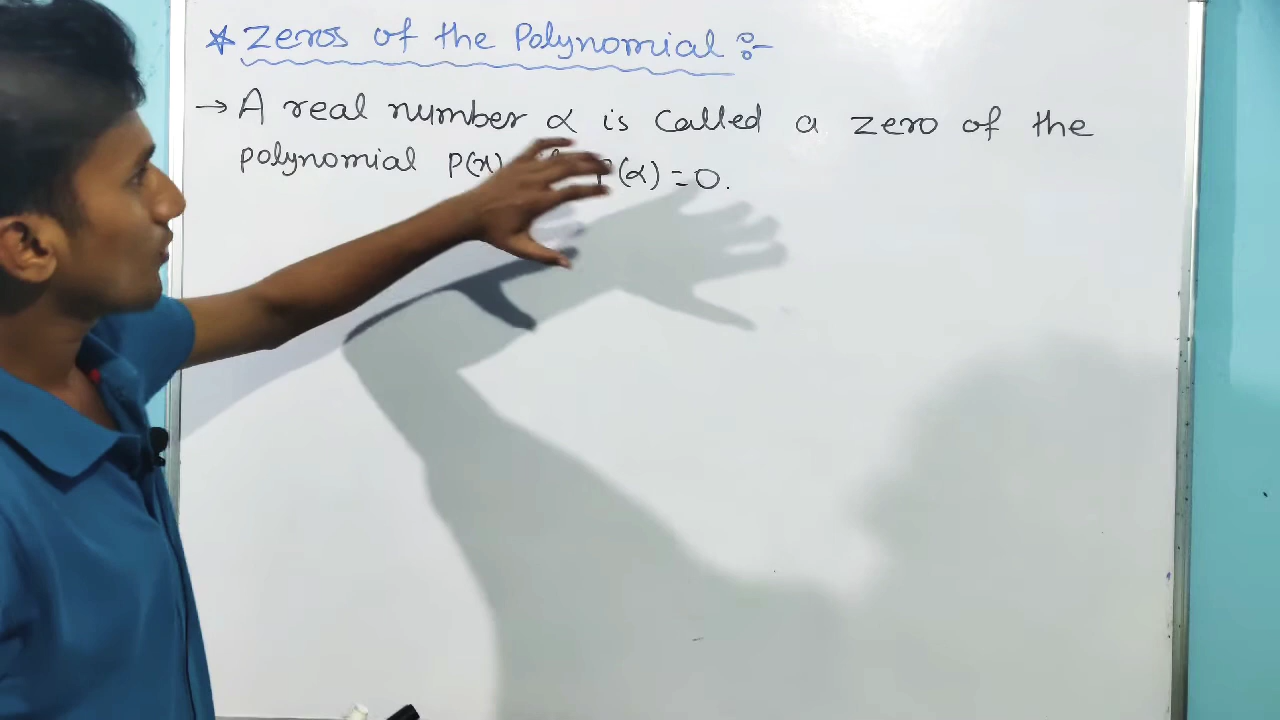 * Zeros of the Polynomial :-
→ A real number α is called a zero of the
polynomial P(x) P(α) = 0.